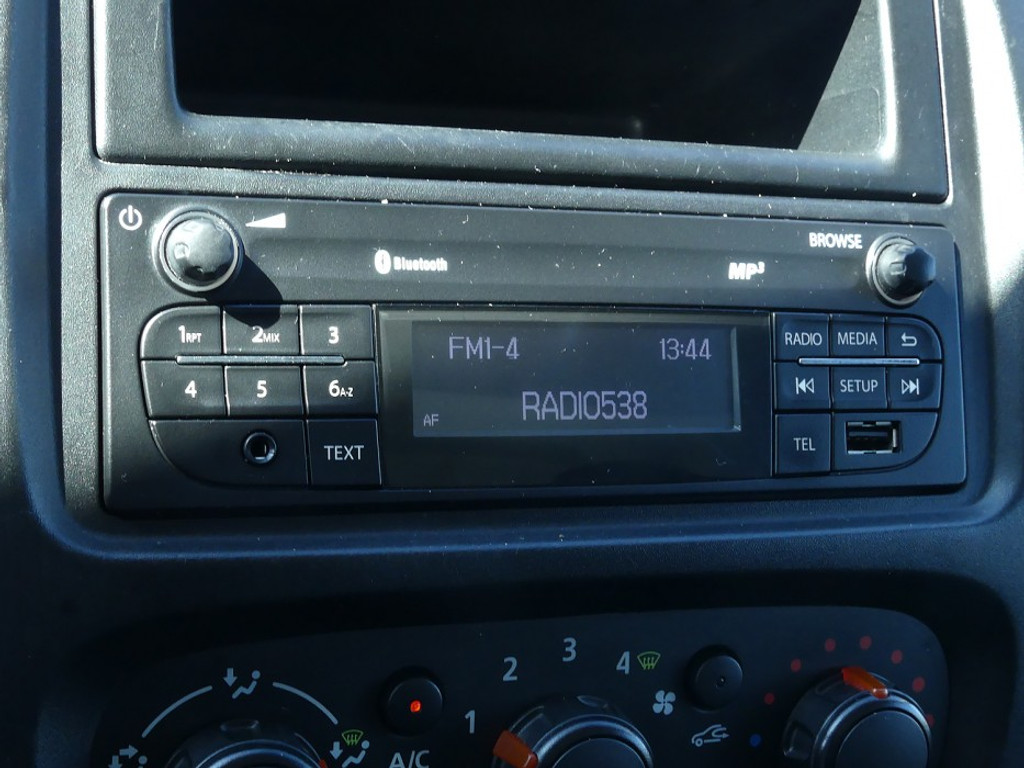 BROWSE
Bluetooth
MP3
1RPT 2MIX 3
4 5 6A-Z
TEXT
FM1-4 13:44
RADIO538
AF
RADIO MEDIA
SETUP
TEL
1 2 3 4
A/C